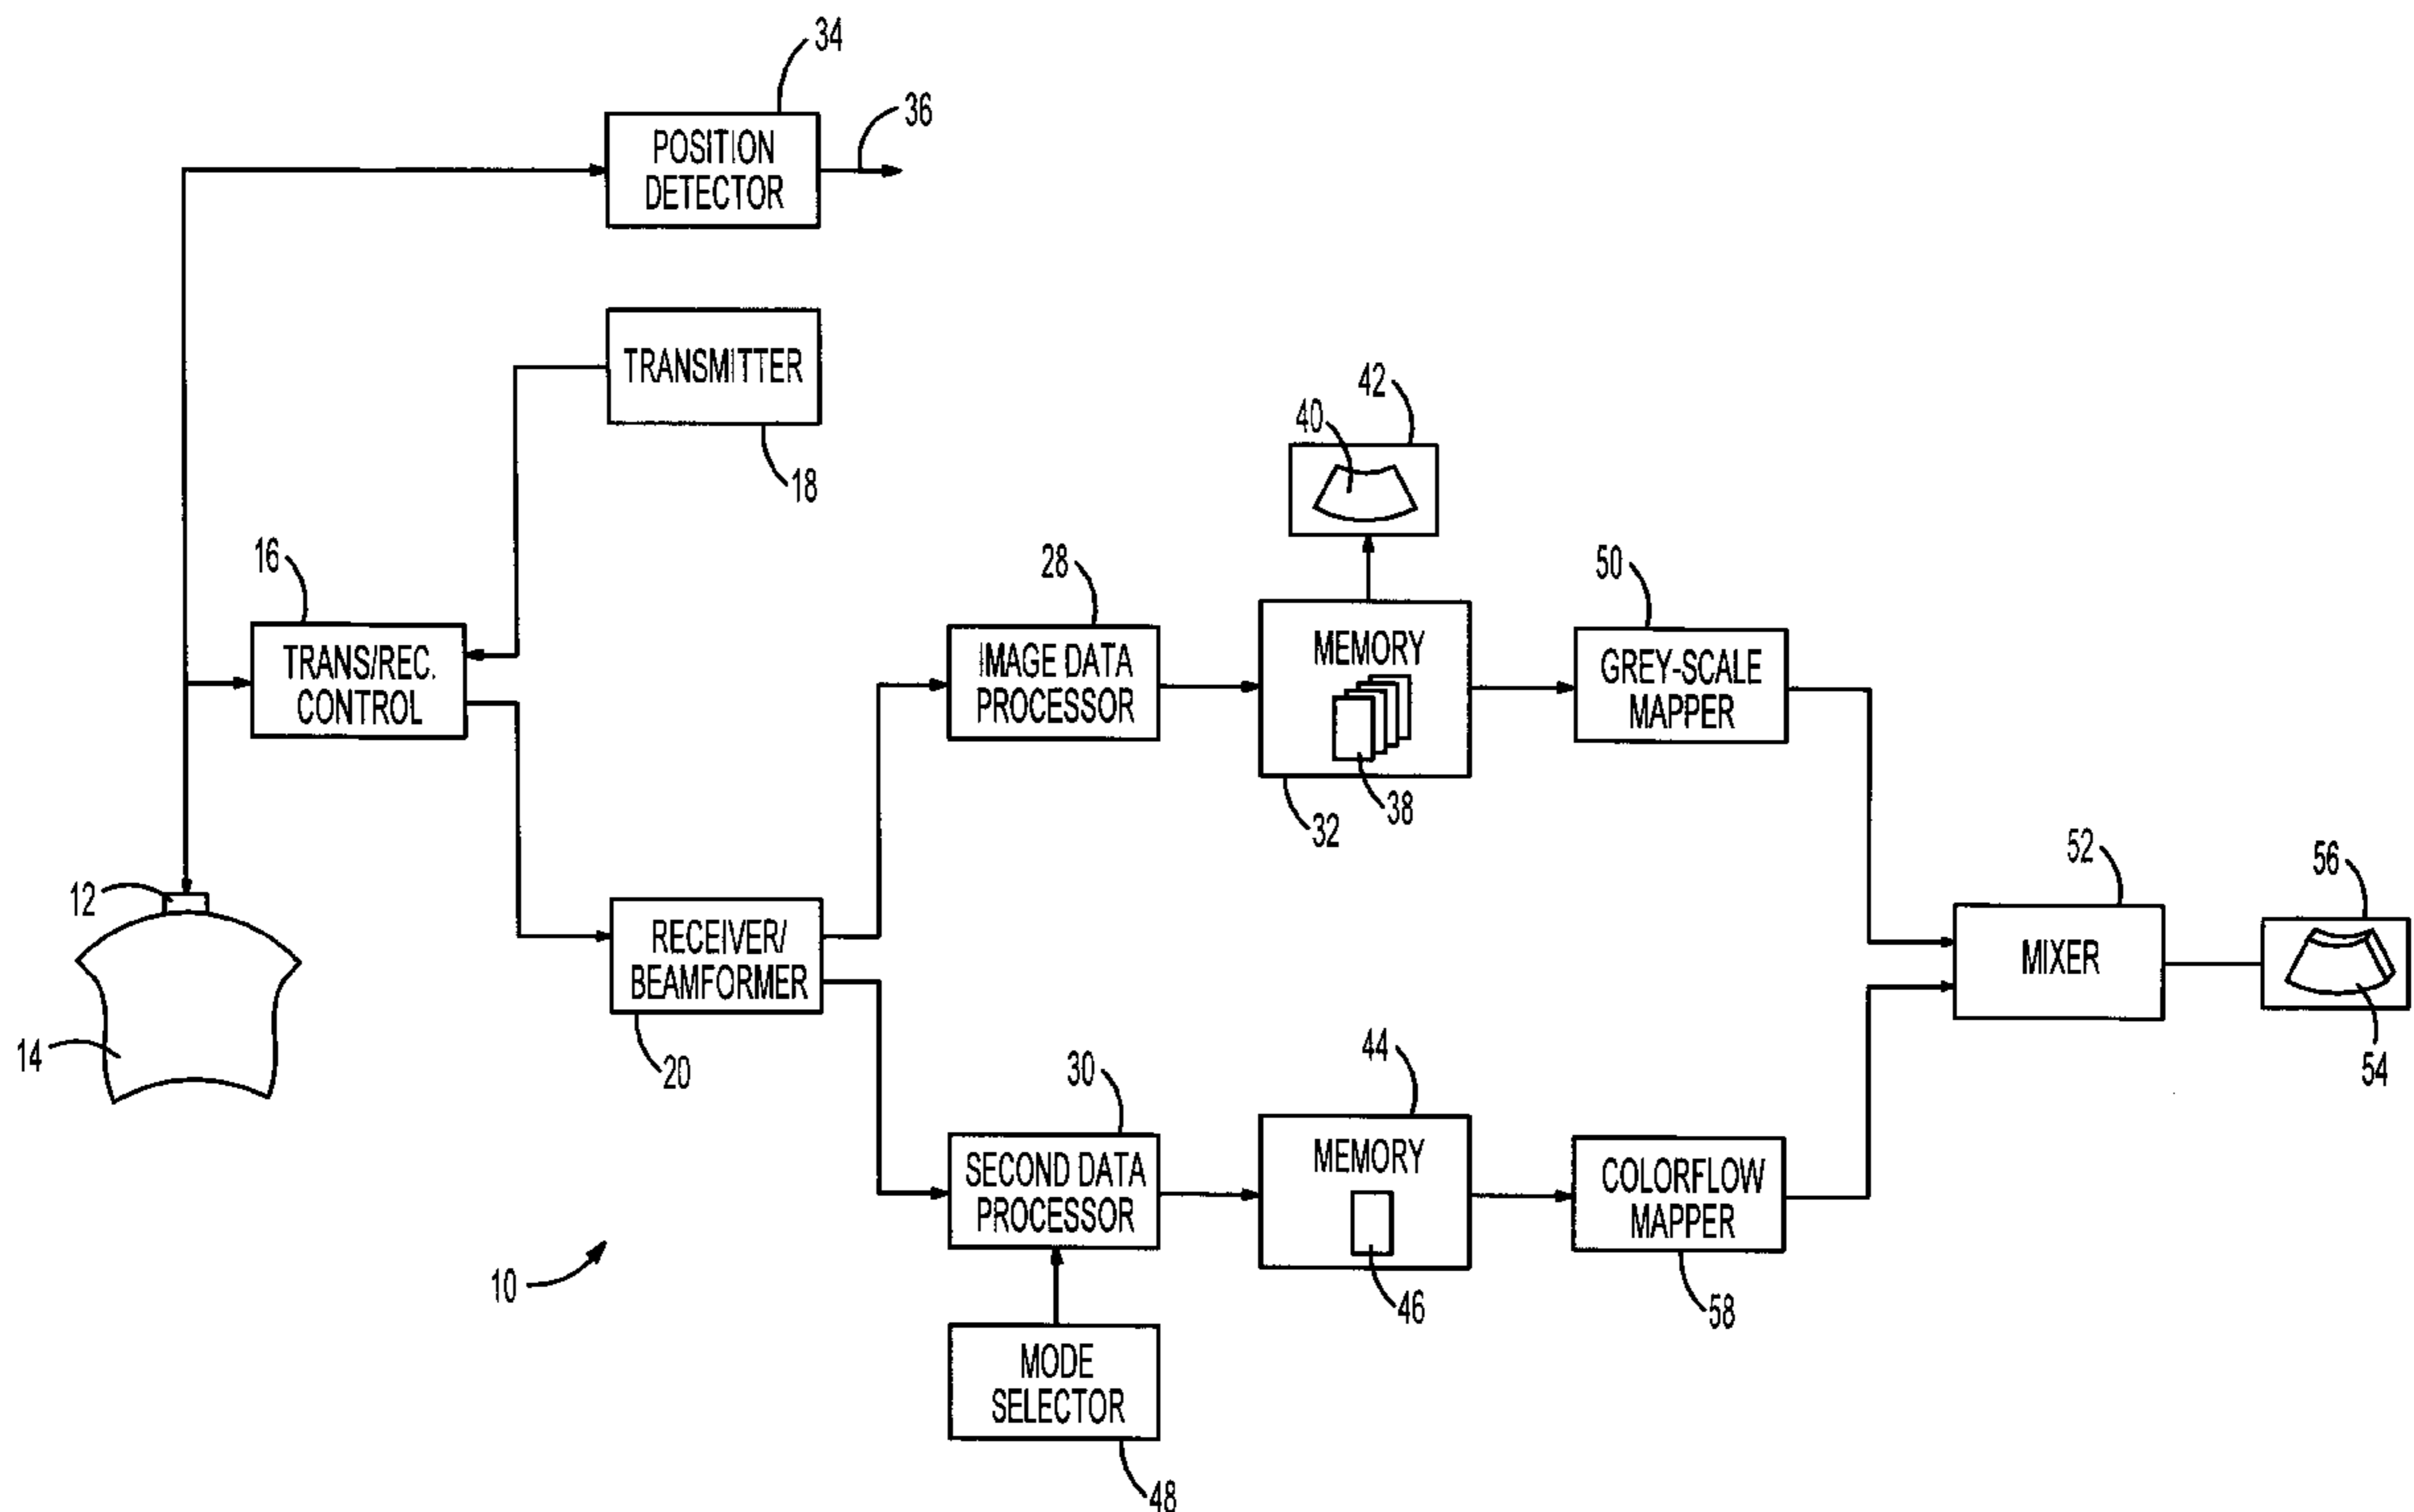 34
POSITION
DETECTOR
36
TRANSMITTER
18
42
40
16
TRANS/REC.
CONTROL
28
IMAGE DATA
PROCESSOR
MEMORY
38
32
50
GREY-SCALE
MAPPER
12
14
RECEIVER/
BEAMFORMER
20
52
MIXER
56
54
30
SECOND DATA
PROCESSOR
44
MEMORY
46
COLORFLOW
MAPPER
58
10
MODE
SELECTOR
48